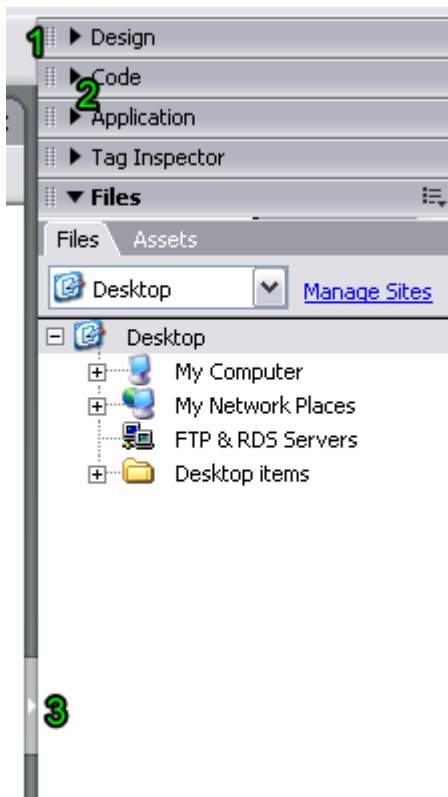 1 Design
Code
2
Application
Tag Inspector
Files
Files Assets
Desktop Manage Sites
Desktop
My Computer
My Network Places
FTP & RDS Servers
Desktop items
3